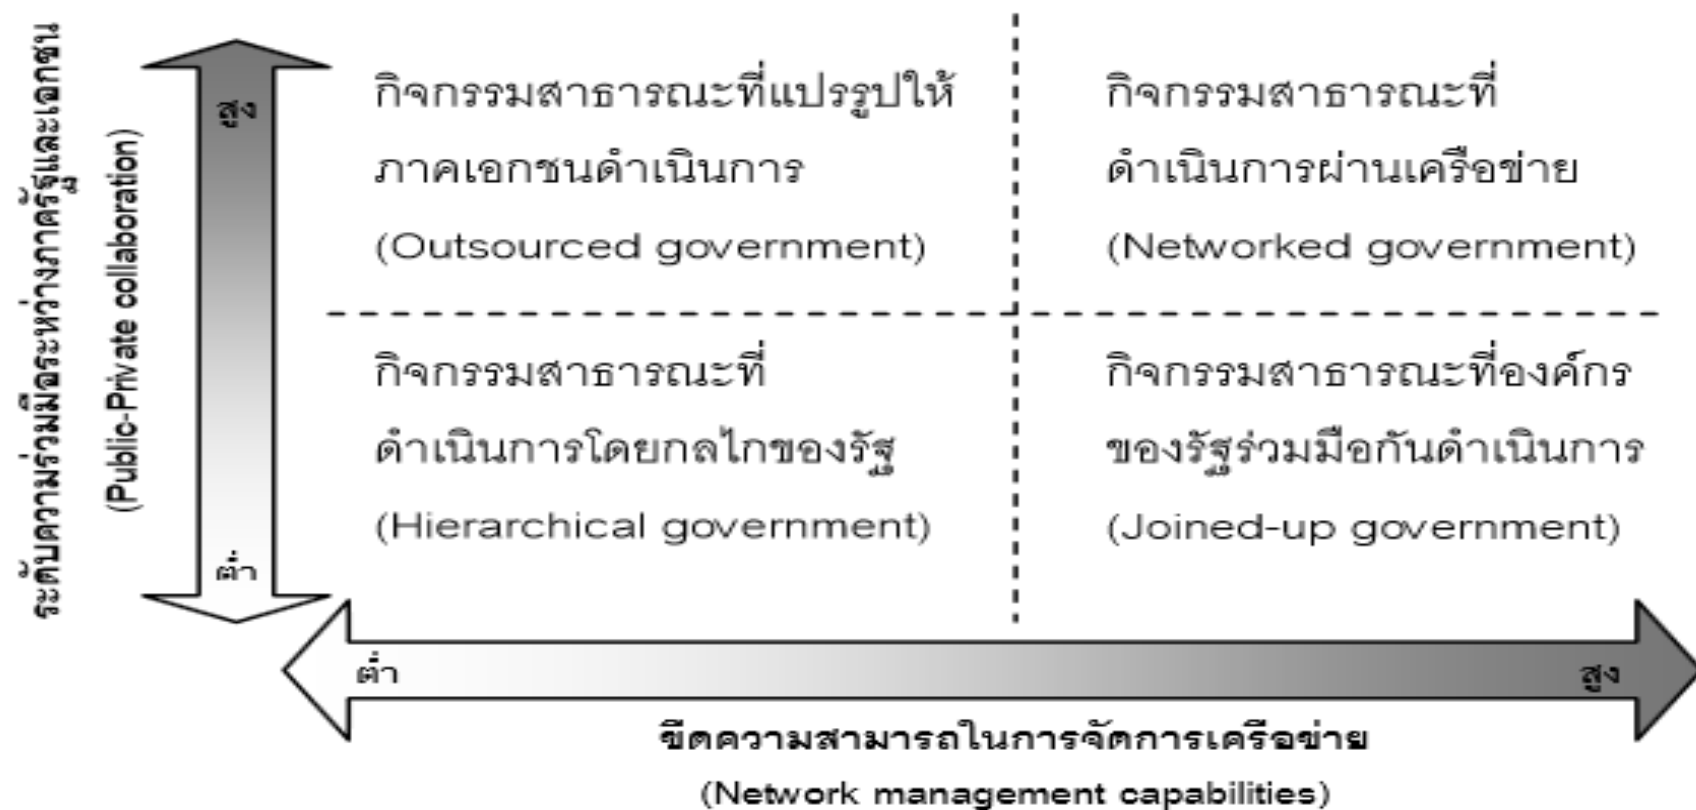 ระดับความร่วมมือระหว่างภาครัฐและเอกชน
(Public-Private collaboration)
สูง
ต่ำ
กิจกรรมสาธารณะที่แปรรูปให้
ภาคเอกชนดำเนินการ
(Outsourced government)
กิจกรรมสาธารณะที่
ดำเนินการผ่านเครือข่าย
(Networked government)
กิจกรรมสาธารณะที่
ดำเนินการโดยกลไกของรัฐ
(Hierarchical government)
กิจกรรมสาธารณะที่องค์กร
ของรัฐร่วมมือกันดำเนินการ
(Joined-up government)
ต่ำ
สูง
ขีดความสามารถในการจัดการเครือข่าย
(Network management capabilities)